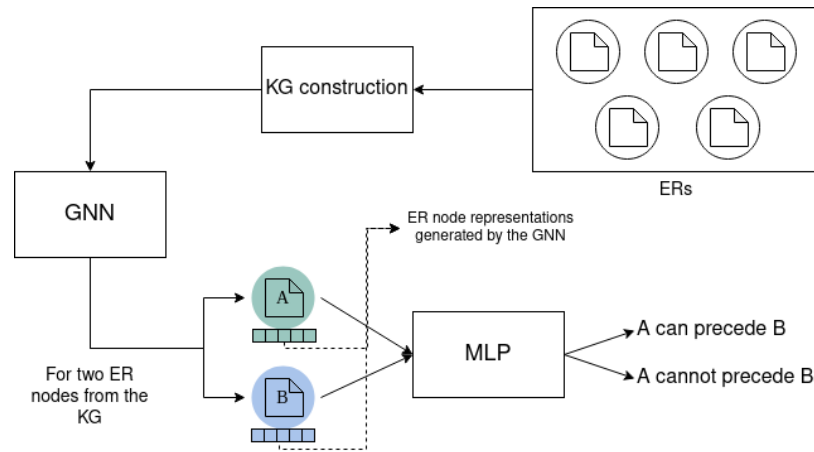 KG construction
ERs
GNN
ER node representations
generated by the GNN
A
A can precede B
MLP
A cannot precede B
For two ER
nodes from the
KG
B